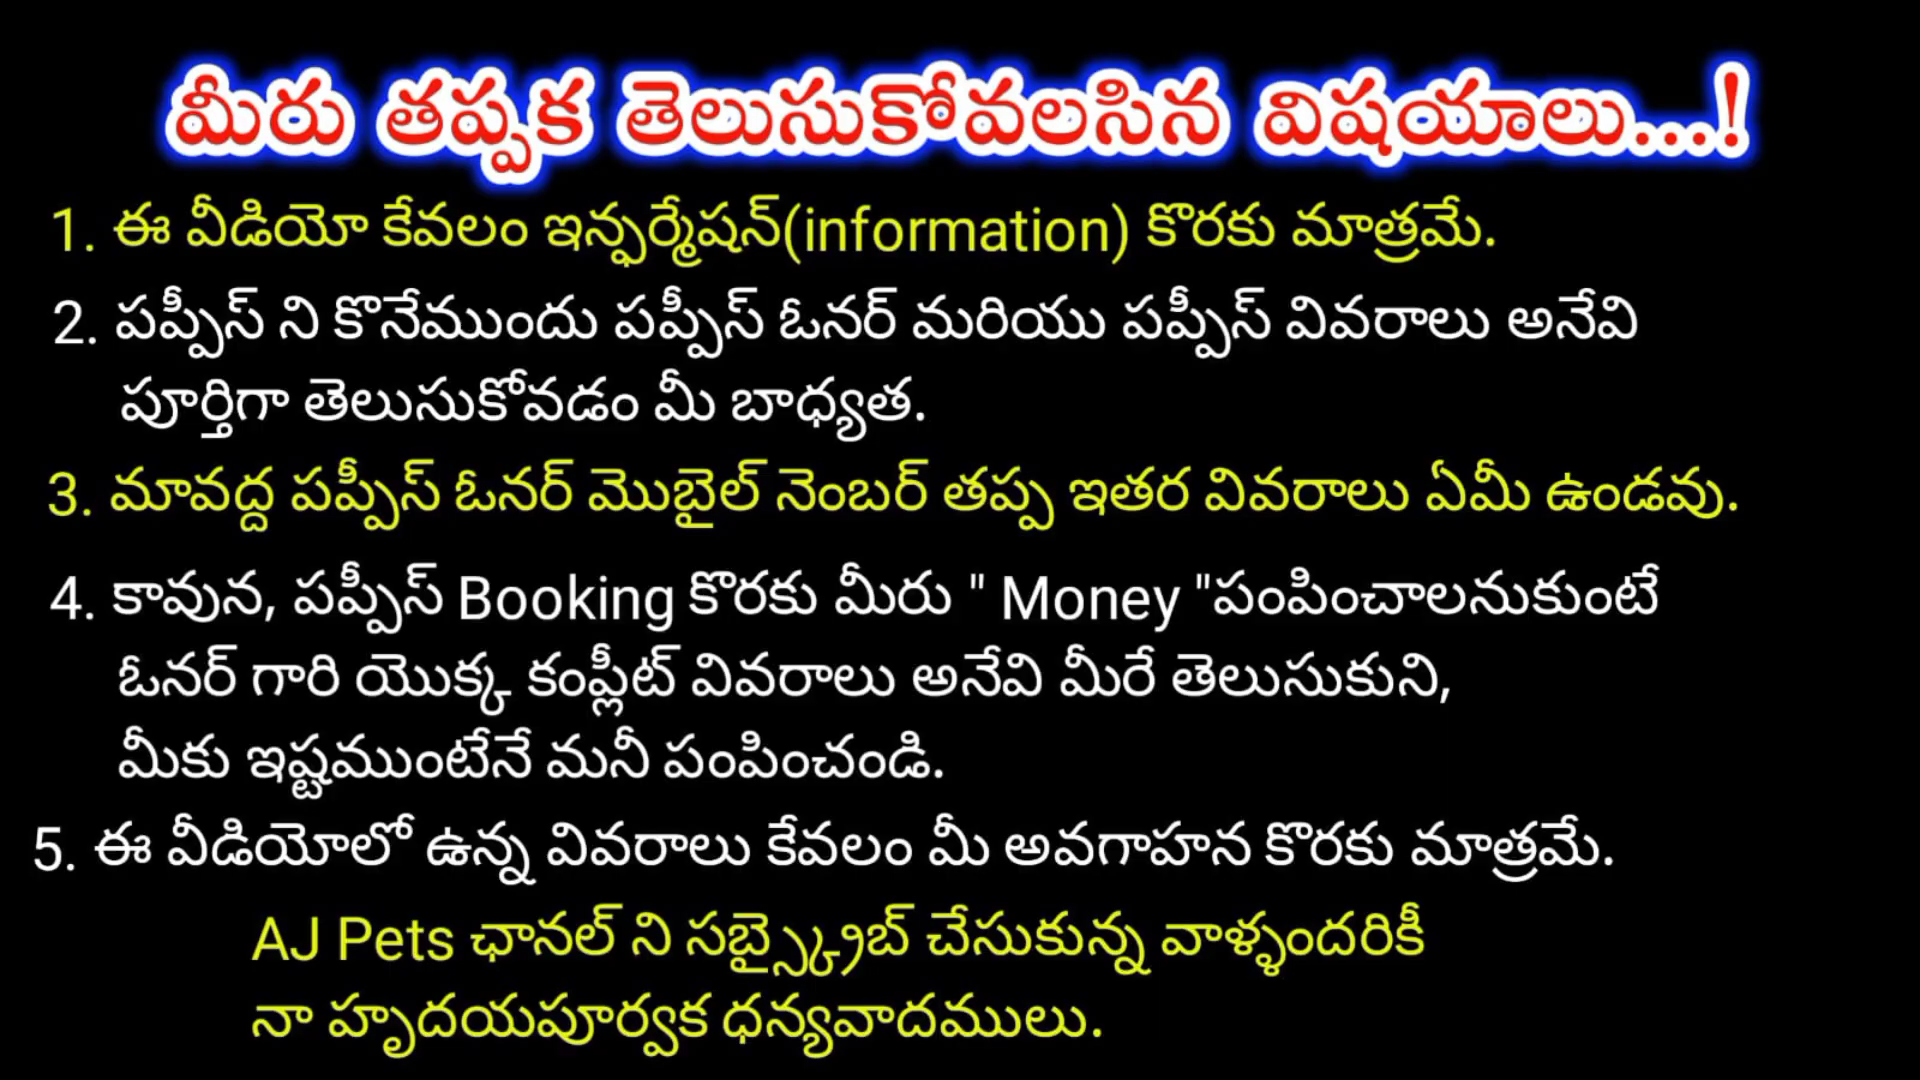 మీరు తప్పక తెలుసుకోవలసిన విషయాలు...!
1. ఈ వీడియో కేవలం ఇన్ఫర్మేషన్(information) కొరకు మాత్రమే.
2. పప్పీస్ ని కొనేముందు పప్పీస్ ఓనర్ మరియు పప్పీస్ వివరాలు అనేవి
పూర్తిగా తెలుసుకోవడం మీ బాధ్యత.
3. మావద్ద పప్పీస్ ఓనర్ మొబైల్ నెంబర్ తప్ప ఇతర వివరాలు ఏమీ ఉండవు.
4. కావున, పప్పీస్ Booking కొరకు మీరు " Money "పంపించాలనుకుంటే
ఓనర్ గారి యొక్క కంప్లీట్ వివరాలు అనేవి మీరే తెలుసుకుని,
మీకు ఇష్టముంటేనే మనీ పంపించండి.
5. ఈ వీడియోలో ఉన్న వివరాలు కేవలం మీ అవగాహన కొరకు మాత్రమే.
AJ Pets ఛానల్ ని సబ్స్క్రైబ్ చేసుకున్న వాళ్ళందరికీ
నా హృదయపూర్వక ధన్యవాదములు.